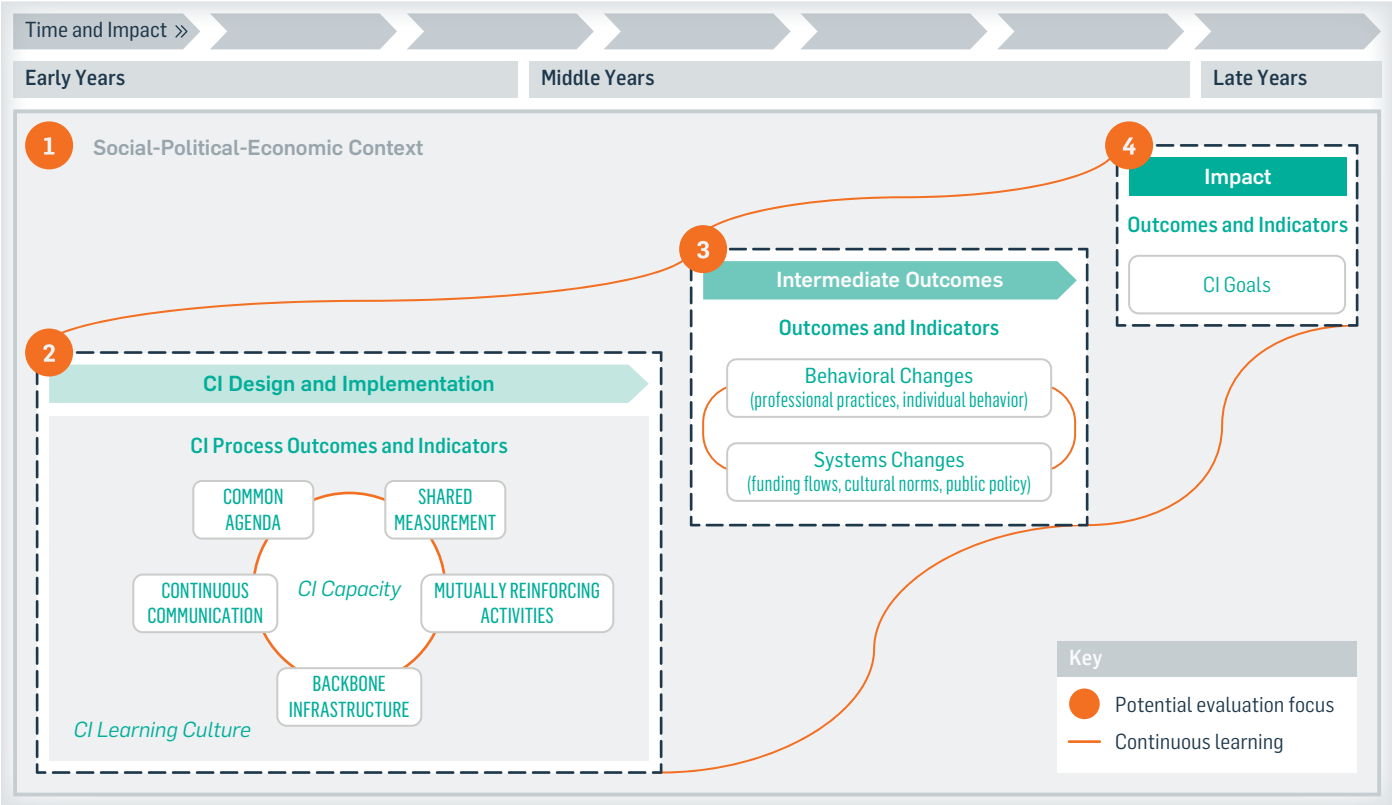 Time and Impact »
Early Years
Middle Years
Late Years
1
Social-Political-Economic Context
4
Impact
Outcomes and Indicators
CI Goals
3
Intermediate Outcomes
Outcomes and Indicators
Behavioral Changes
(professional practices, individual behavior)
Systems Changes
(funding flows, cultural norms, public policy)
2
CI Design and Implementation
CI Process Outcomes and Indicators
COMMON
AGENDA
SHARED
MEASUREMENT
CONTINUOUS
COMMUNICATION
CI Capacity
MUTUALLY REINFORCING
ACTIVITIES
BACKBONE
INFRASTRUCTURE
CI Learning Culture
Key
Potential evaluation focus
Continuous learning